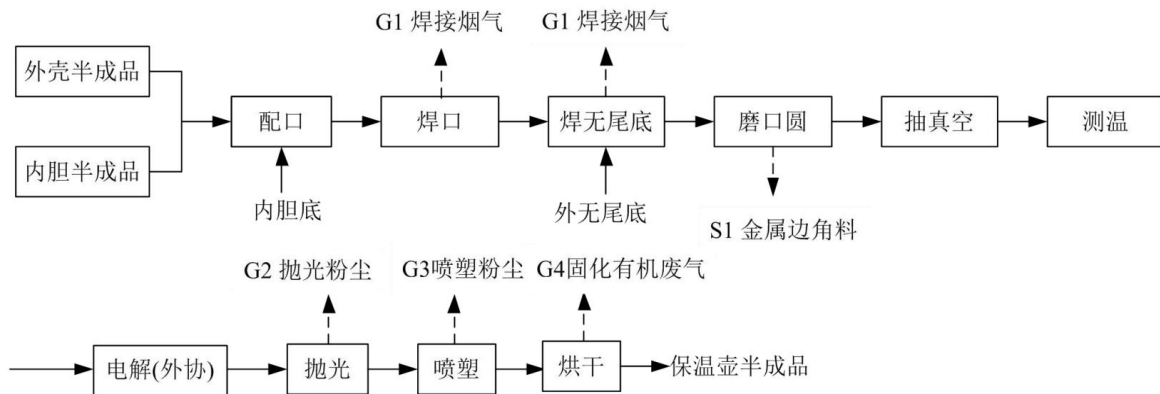 G1 焊接烟气
G1 焊接烟气
外壳半成品
配口
焊口
焊无尾底
磨口圆
抽真空
测温
内胆半成品
内胆底
外无尾底
S1 金属边角料
G2 抛光粉尘
G3喷塑粉尘
G4固化有机废气
电解(外协)
抛光
喷塑
烘干
保温壶半成品